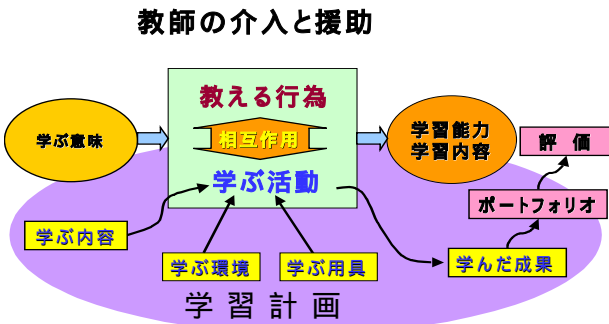 教師の介入と援助
教える行為
学ぶ意味
相互作用
学習能力
学習内容
評 価
学ぶ活動
ポートフォリオ
学ぶ内容
学ぶ環境
学ぶ用具
学んだ成果
学 習 計 画